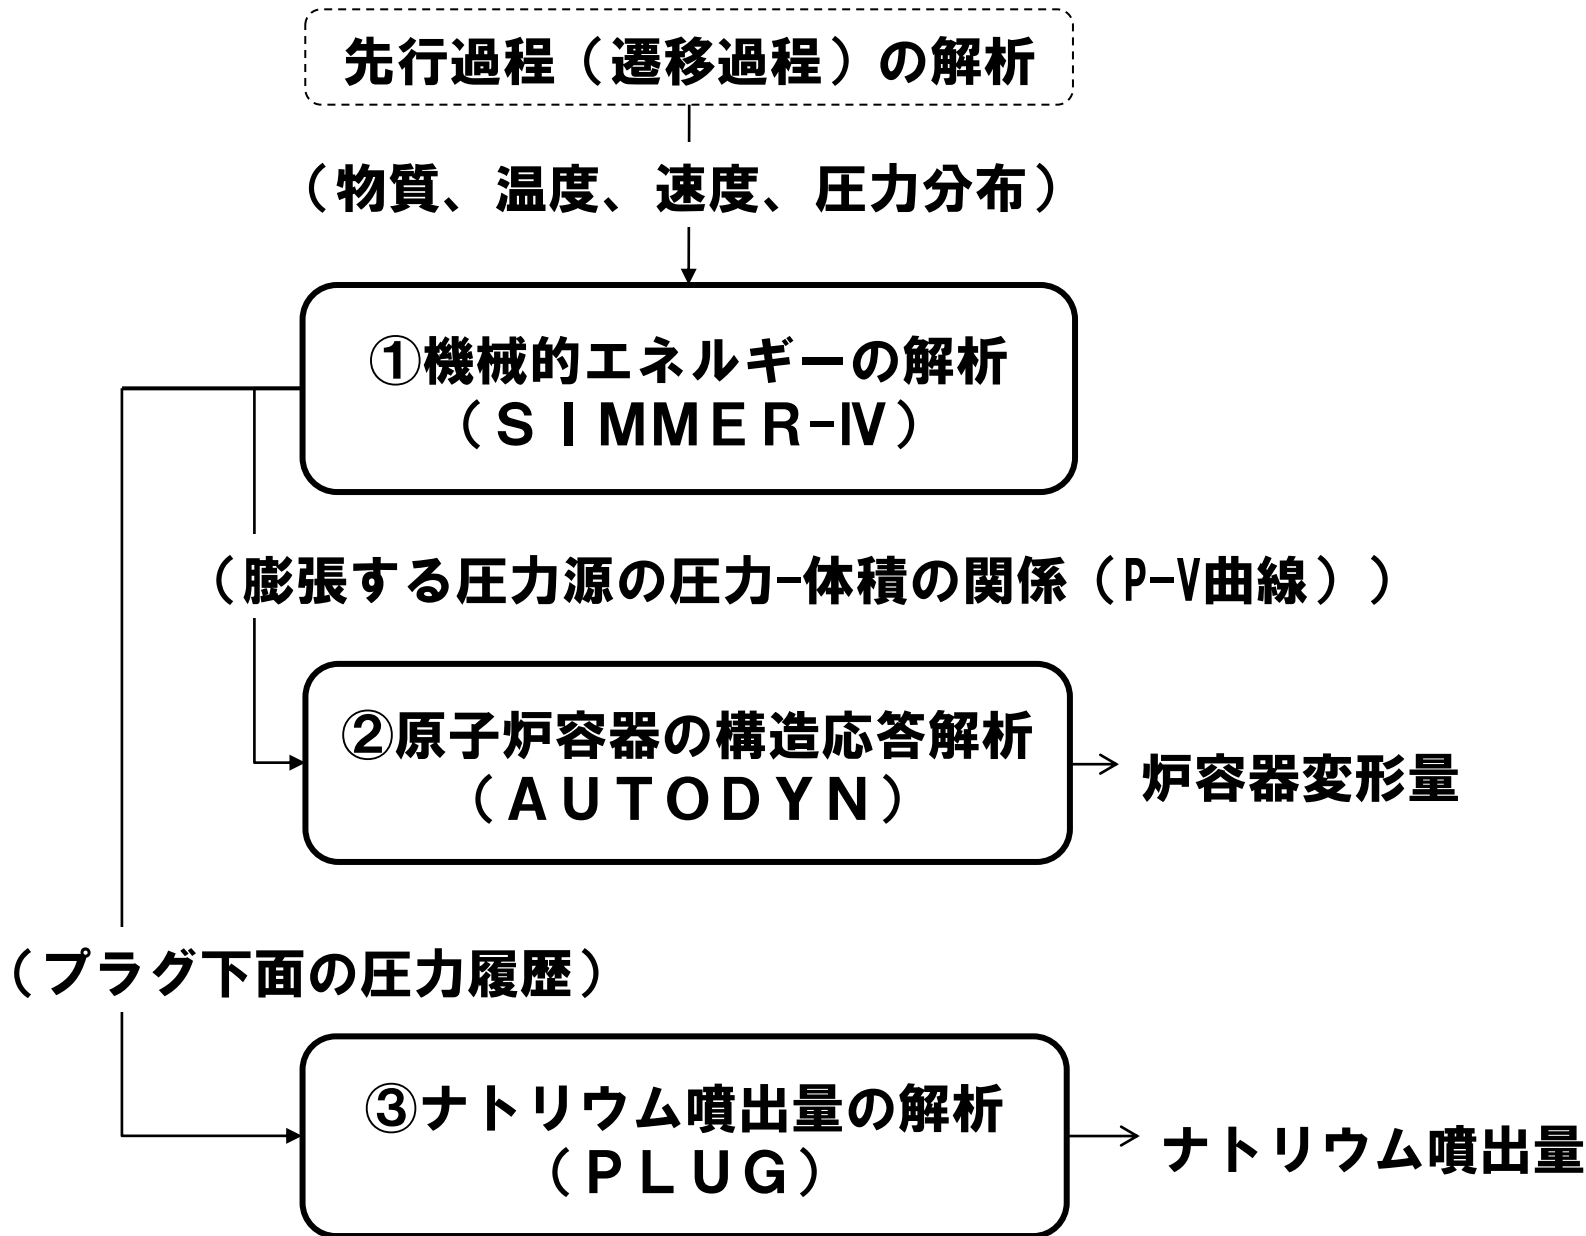 先行過程（遷移過程）の解析
（物質、温度、速度、圧力分布）
①機械的エネルギーの解析
（ＳＩＭＭＥＲ-Ⅳ）
（膨張する圧力源の圧力-体積の関係（P-V曲線））
②原子炉容器の構造応答解析
（ＡＵＴＯＤＹＮ）
炉容器変形量
（プラグ下面の圧力履歴）
③ナトリウム噴出量の解析
（ＰＬＵＧ）
ナトリウム噴出量